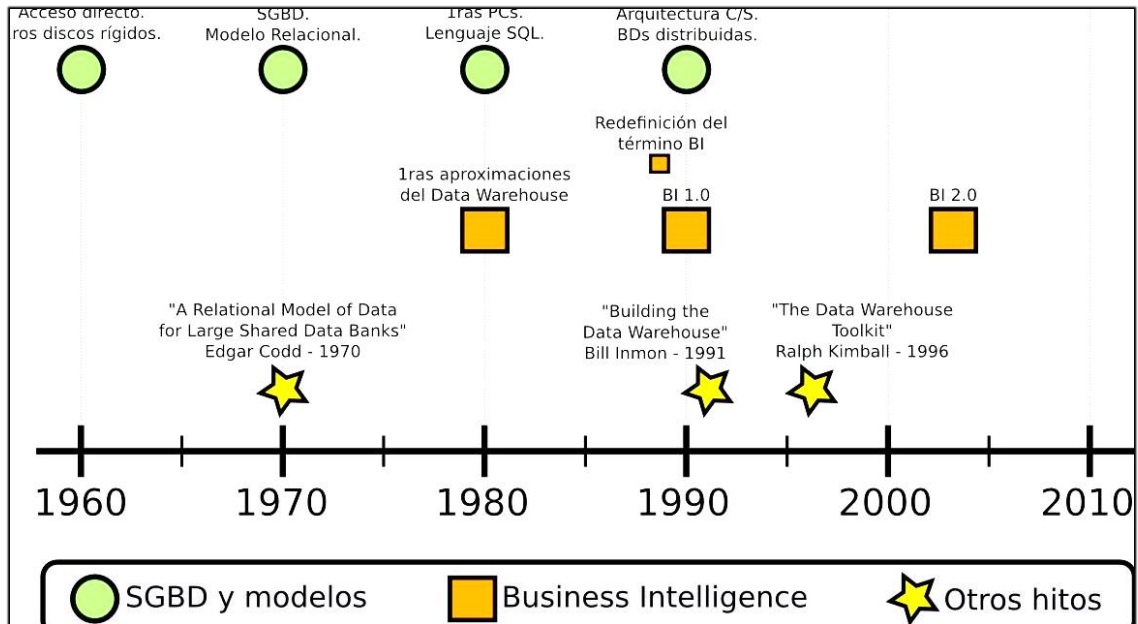 Acceso directo.
ros discos rígidos.
SGBD.
Modelo Relacional.
1ras PCs.
Lenguaje SQL.
Arquitectura C/S.
BDs distribuidas.
Redefinición del
término BI
1ras aproximaciones
del Data Warehouse
BI 1.0
BI 2.0
"A Relational Model of Data
for Large Shared Data Banks"
Edgar Codd - 1970
"Building the
Data Warehouse"
Bill Inmon - 1991
"The Data Warehouse
Toolkit"
Ralph Kimball - 1996
1960 1970 1980 1990 2000 2010
SGBD y modelos Business Intelligence Otros hitos